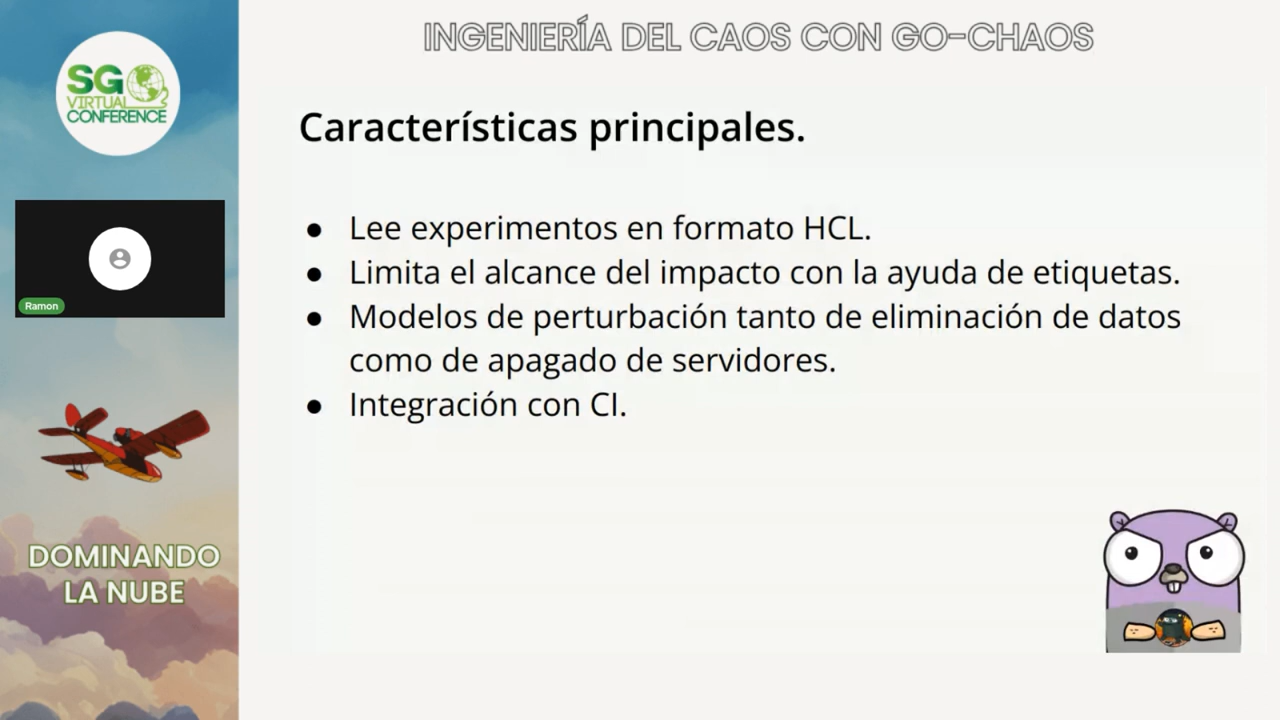 INGENIERÍA DEL CAOS CON GO-CHAOS
SG
VIRTUAL
CONFERENCE
Características principales.
● Lee experimentos en formato HCL.
● Limita el alcance del impacto con la ayuda de etiquetas.
● Modelos de perturbación tanto de eliminación de datos
como de apagado de servidores.
● Integración con CI.
Ramon
DOMINANDO
LA NUBE